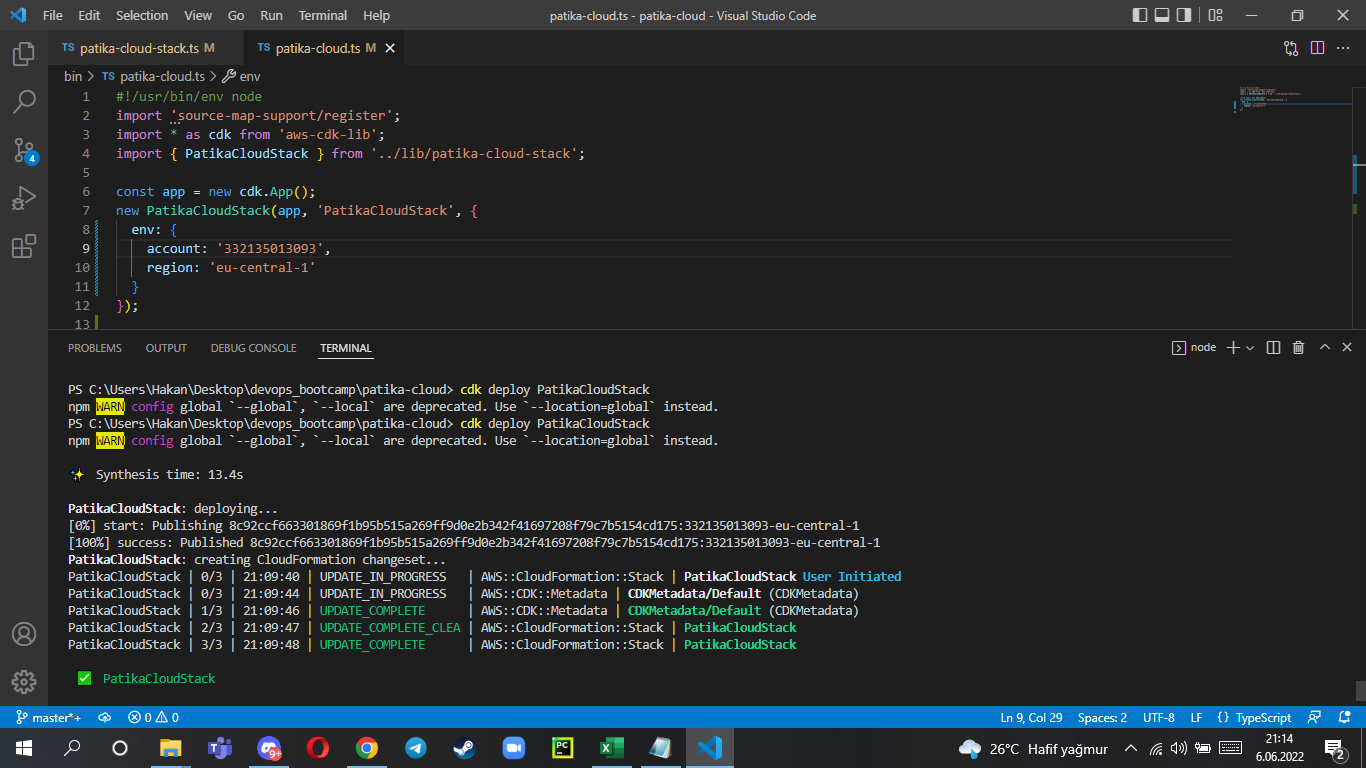 File Edit Selection View Go Run Terminal Help patika-cloud.ts - patika-cloud - Visual Studio Code
TS patika-cloud-stack.ts M TS patika-cloud.ts M
bin > TS patika-cloud.ts > env
1 #!/usr/bin/env node
2 import 'source-map-support/register';
3 import * as cdk from 'aws-cdk-lib';
4 import { PatikaCloudStack } from '../lib/patika-cloud-stack';
5
6 const app = new cdk.App();
7 new PatikaCloudStack(app, 'PatikaCloudStack', {
8 env: {
9 account: '332135013093',
10 region: 'eu-central-1'
11 }
12 });
13
4
PROBLEMS OUTPUT DEBUG CONSOLE TERMINAL node
PS C:\Users\Hakan\Desktop\devops_bootcamp\patika-cloud> cdk deploy PatikaCloudStack
npm WARN config global `--global`, `--local` are deprecated. Use `--location=global` instead.
PS C:\Users\Hakan\Desktop\devops_bootcamp\patika-cloud> cdk deploy PatikaCloudStack
npm WARN config global `--global`, `--local` are deprecated. Use `--location=global` instead.
✨ Synthesis time: 13.4s
PatikaCloudStack: deploying...
[0%] start: Publishing 8c92ccf663301869f1b95b515a269ff9d0e2b342f41697208f79c7b5154cd175:332135013093-eu-central-1
[100%] success: Published 8c92ccf663301869f1b95b515a269ff9d0e2b342f41697208f79c7b5154cd175:332135013093-eu-central-1
PatikaCloudStack: creating CloudFormation changeset...
PatikaCloudStack | 0/3 | 21:09:40 | UPDATE_IN_PROGRESS | AWS::CloudFormation::Stack | PatikaCloudStack User Initiated
PatikaCloudStack | 0/3 | 21:09:44 | UPDATE_IN_PROGRESS | AWS::CDK::Metadata | CDKMetadata/Default (CDKMetadata)
PatikaCloudStack | 1/3 | 21:09:46 | UPDATE_COMPLETE | AWS::CDK::Metadata | CDKMetadata/Default (CDKMetadata)
PatikaCloudStack | 2/3 | 21:09:47 | UPDATE_COMPLETE_CLEA | AWS::CloudFormation::Stack | PatikaCloudStack
PatikaCloudStack | 3/3 | 21:09:48 | UPDATE_COMPLETE | AWS::CloudFormation::Stack | PatikaCloudStack
✅ PatikaCloudStack
master*+ 0 0 Ln 9, Col 29 Spaces: 2 UTF-8 LF {} TypeScript
9+ PC 26°C Hafif yağmur 21:14
6.06.2022 2